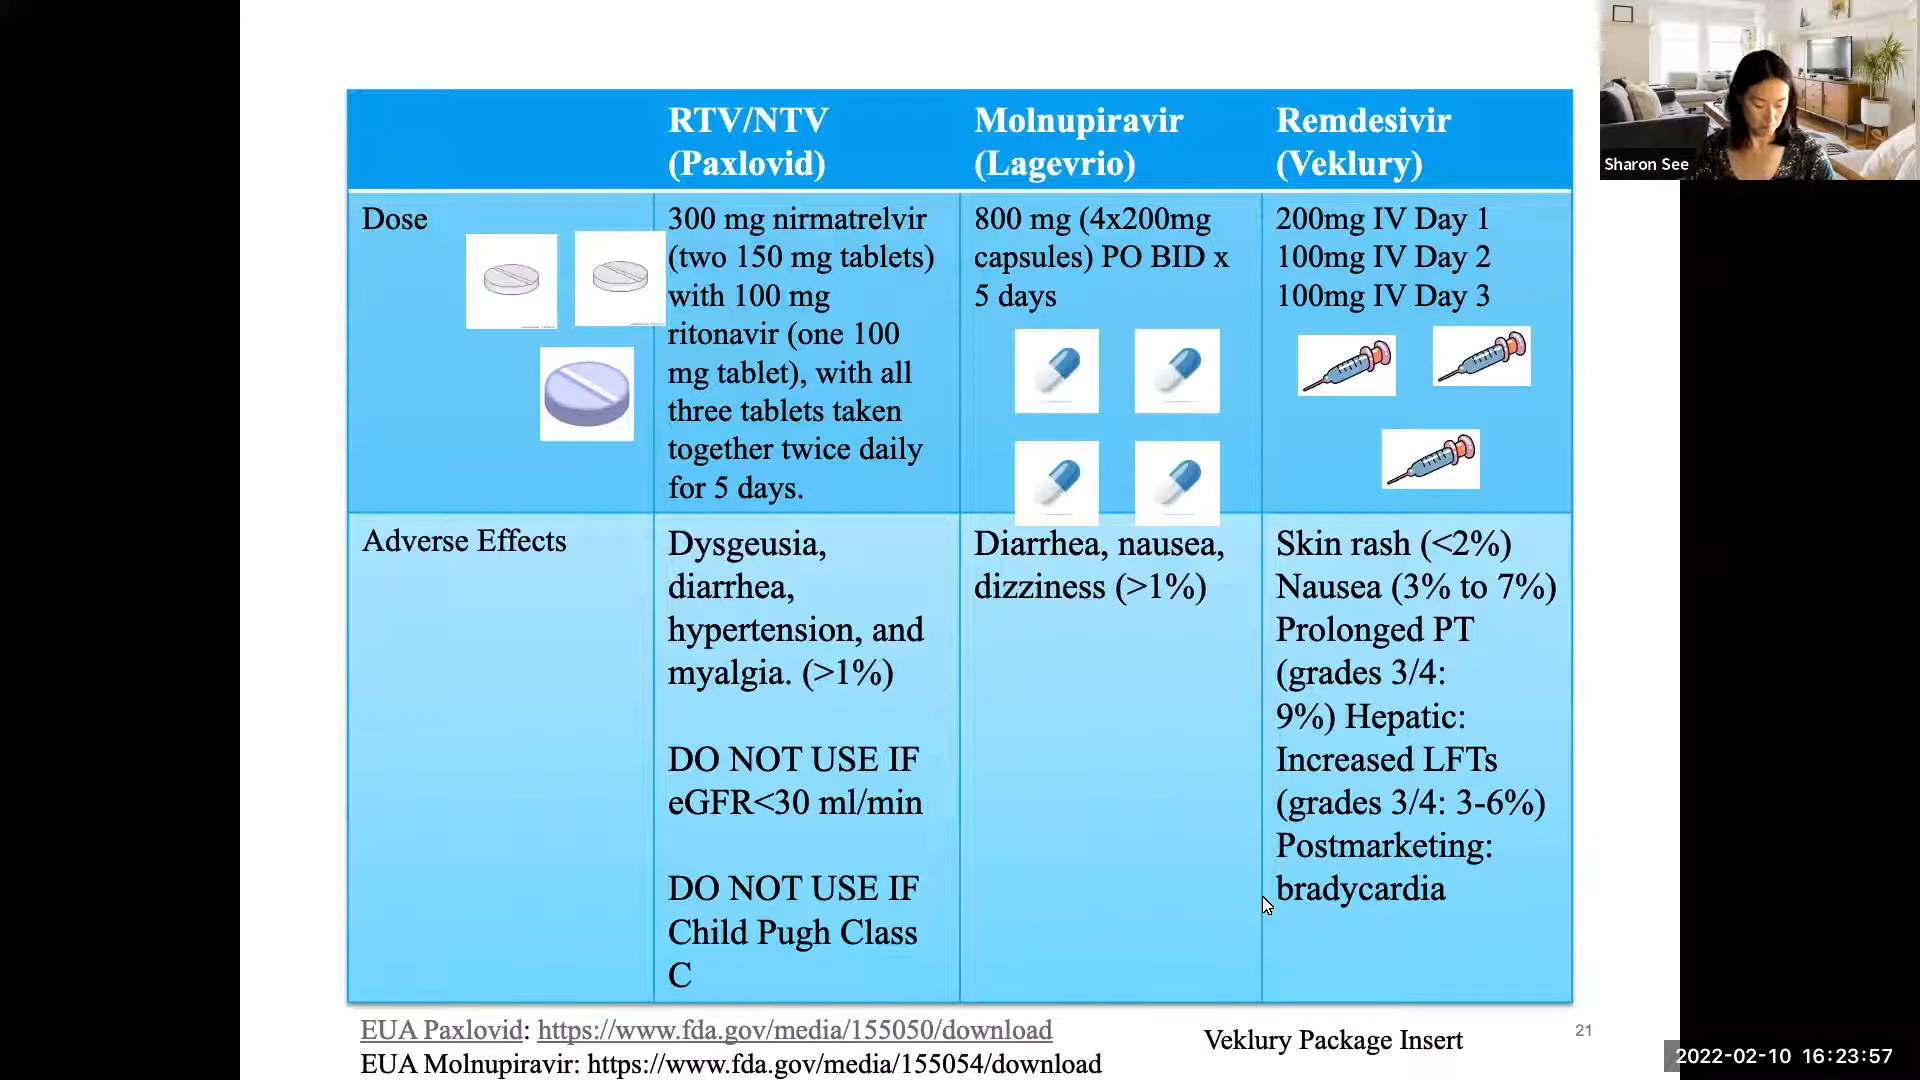 RTV/NTV
(Paxlovid)
Molnupiravir
(Lagevrio)
Remdesivir
(Veklury)
Dose
300 mg nirmatrelvir
(two 150 mg tablets)
with 100 mg
ritonavir (one 100
mg tablet), with all
three tablets taken
together twice daily
for 5 days.
800 mg (4x200mg
capsules) PO BID x
5 days
200mg IV Day 1
100mg IV Day 2
100mg IV Day 3
Adverse Effects
Dysgeusia,
diarrhea,
hypertension, and
myalgia. (>1%)
DO NOT USE IF
eGFR<30 ml/min
DO NOT USE IF
Child Pugh Class
C
Diarrhea, nausea,
dizziness (>1%)
Skin rash (<2%)
Nausea (3% to 7%)
Prolonged PT
(grades 3/4:
9%) Hepatic:
Increased LFTs
(grades 3/4: 3-6%)
Postmarketing:
bradycardia
EUA Paxlovid: https://www.fda.gov/media/155050/download
EUA Molnupiravir: https://www.fda.gov/media/155054/download
Veklury Package Insert
21
Sharon See
2022-02-10 16:23:57